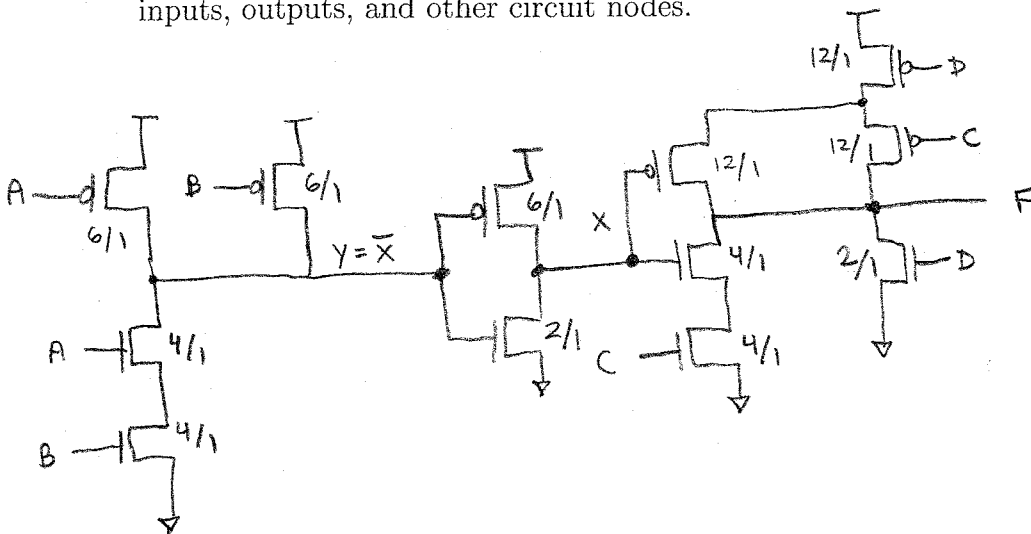 inputs, outputs, and other circuit nodes.
12/1
D
12/1
C
A
6/1
B
6/1
Y = X̅
6/1
X
12/1
F
A
4/1
2/1
4/1
2/1
D
B
4/1
C
4/1